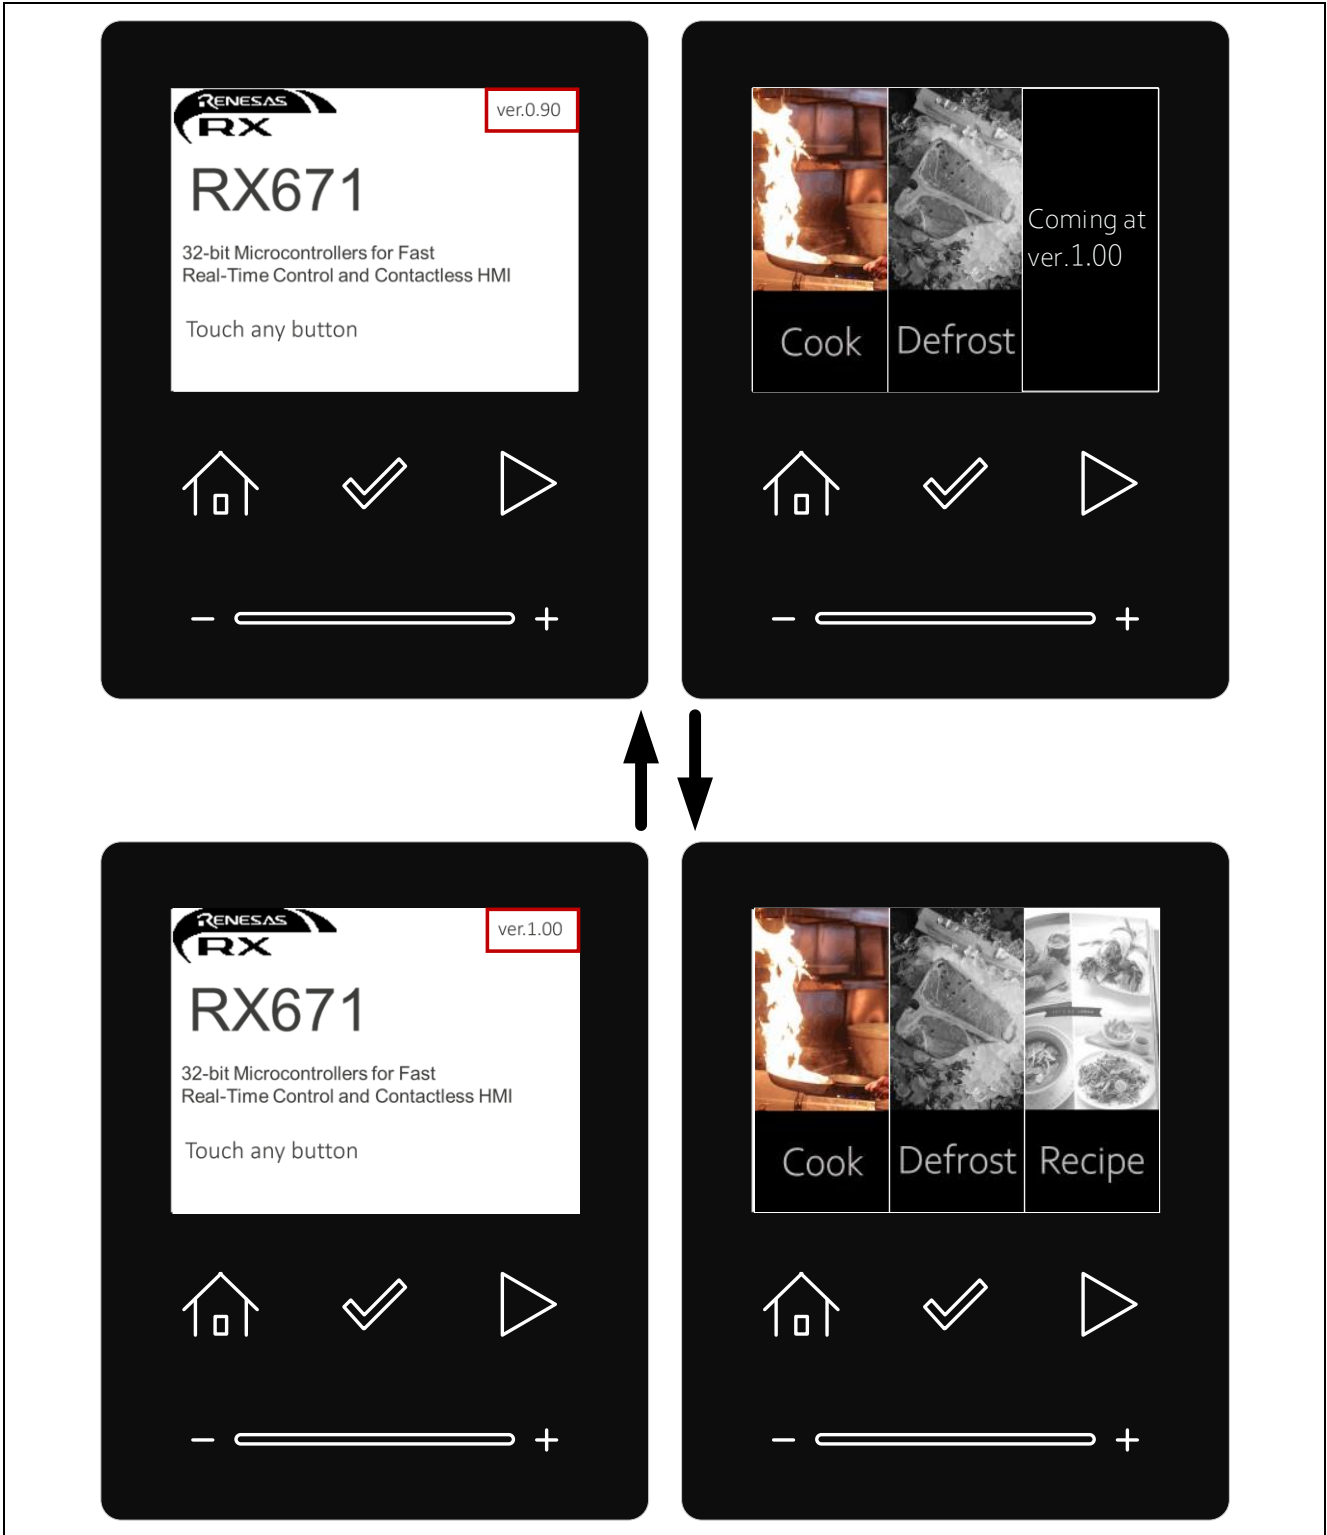 RENESAS
RX
ver.0.90
RX671
32-bit Microcontrollers for Fast
Real-Time Control and Contactless HMI
Touch any button
Coming at
ver.1.00
Cook
Defrost
RENESAS
RX
ver.1.00
RX671
32-bit Microcontrollers for Fast
Real-Time Control and Contactless HMI
Touch any button
Cook
Defrost
Recipe